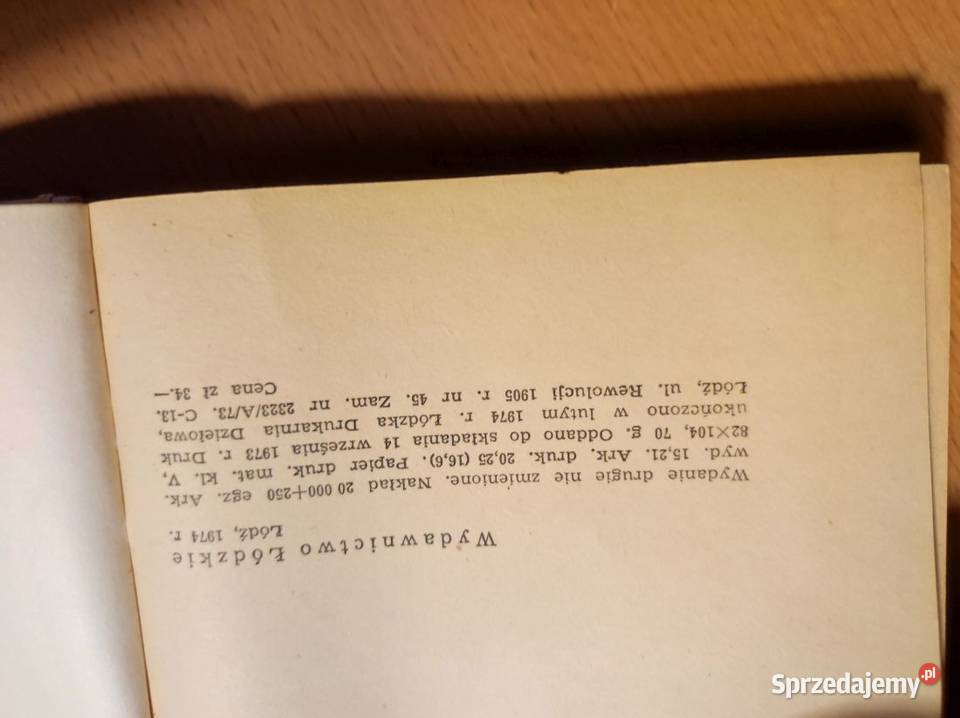 Wydawnictwo Łódzkie
Łódź, 1974 r.
Wydanie drugie nie zmienione. Nakład 20 000+250 egz. Ark.
wyd. 15,21. Ark. druk. 20,25 (16,6). Papier druk. mat. kl. V,
82×104, 70 g. Oddano do składania 14 września 1973 r. Druk
ukończono w lutym 1974 r. Łódzka Drukarnia Dziełowa,
Łódź, ul. Rewolucji 1905 r. nr 45. Zam. nr 2323/A/73. C-13.
Cena zł 34.—
Sprzedajemy.pl